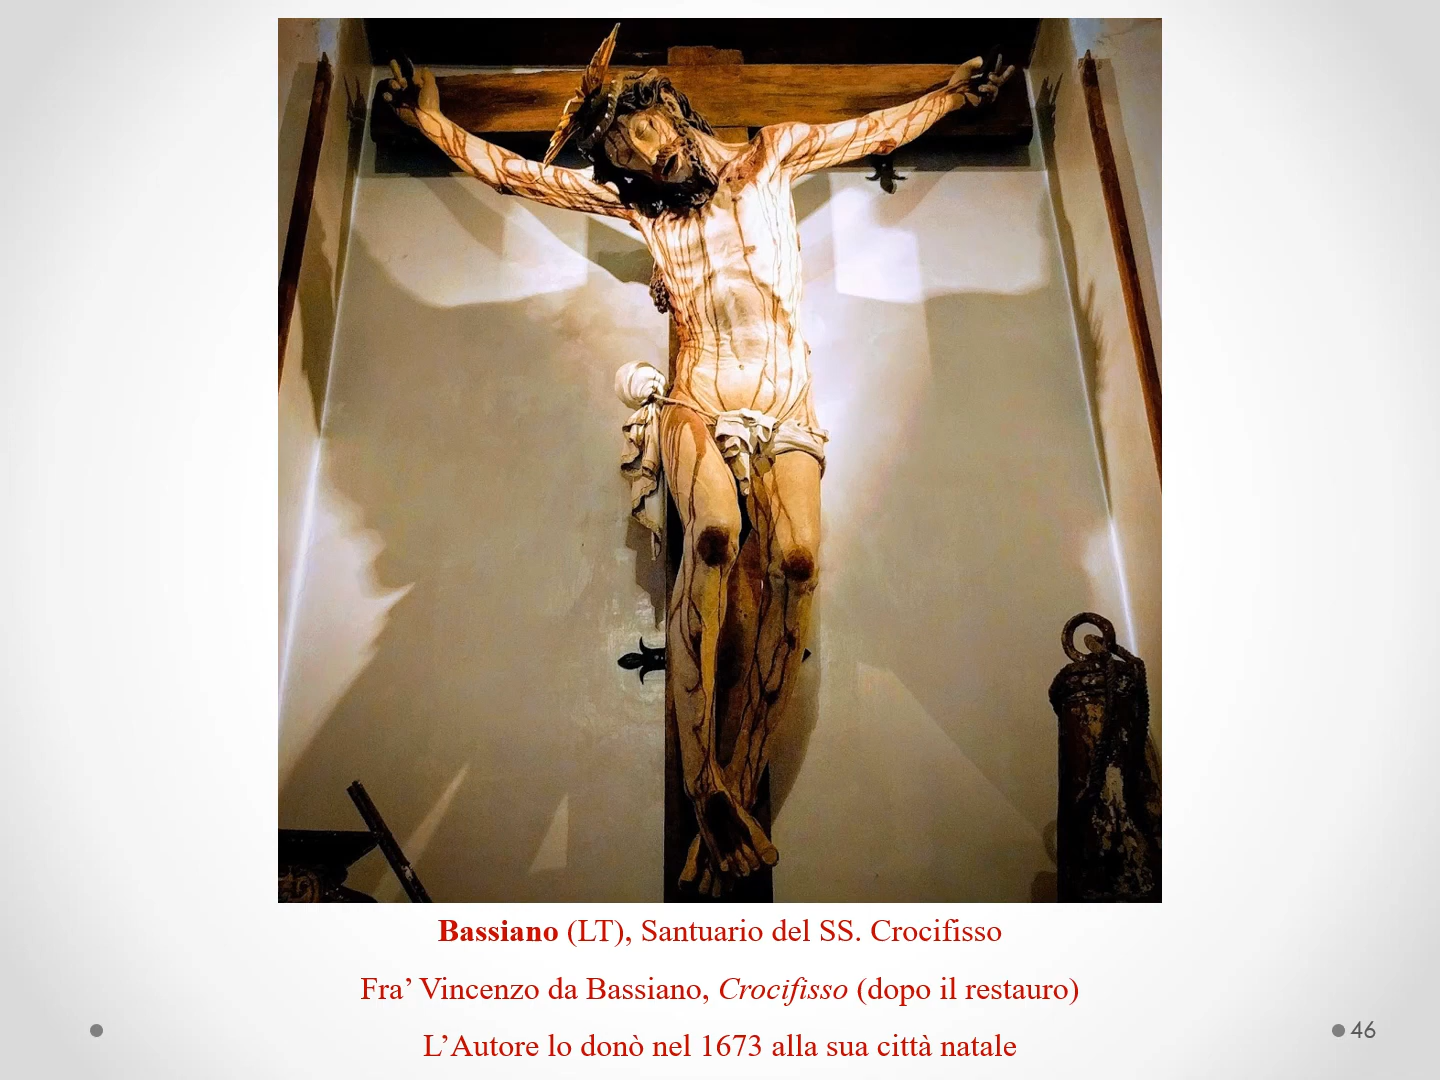 Bassiano (LT), Santuario del SS. Crocifisso
Fra’ Vincenzo da Bassiano, Crocifisso (dopo il restauro)
L’Autore lo donò nel 1673 alla sua città natale
46